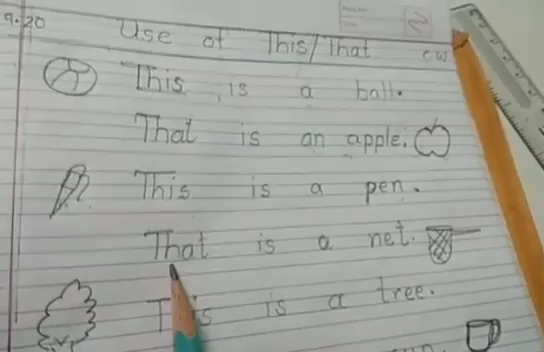 9.20
Use of This/That
CW
This is a ball.
That is an apple.
This is a pen.
That is a net.
This is a tree.